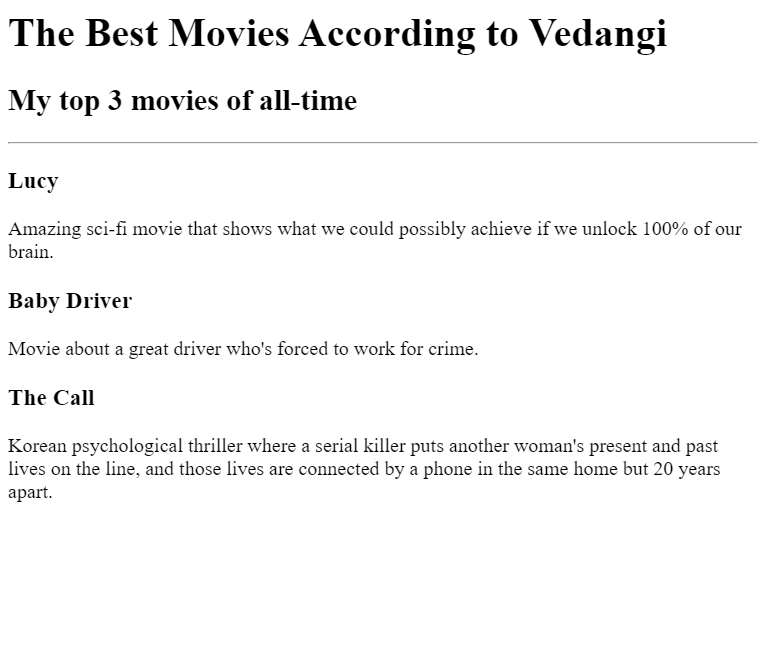 The Best Movies According to Vedangi
My top 3 movies of all-time
Lucy
Amazing sci-fi movie that shows what we could possibly achieve if we unlock 100% of our
brain.
Baby Driver
Movie about a great driver who's forced to work for crime.
The Call
Korean psychological thriller where a serial killer puts another woman's present and past
lives on the line, and those lives are connected by a phone in the same home but 20 years
apart.